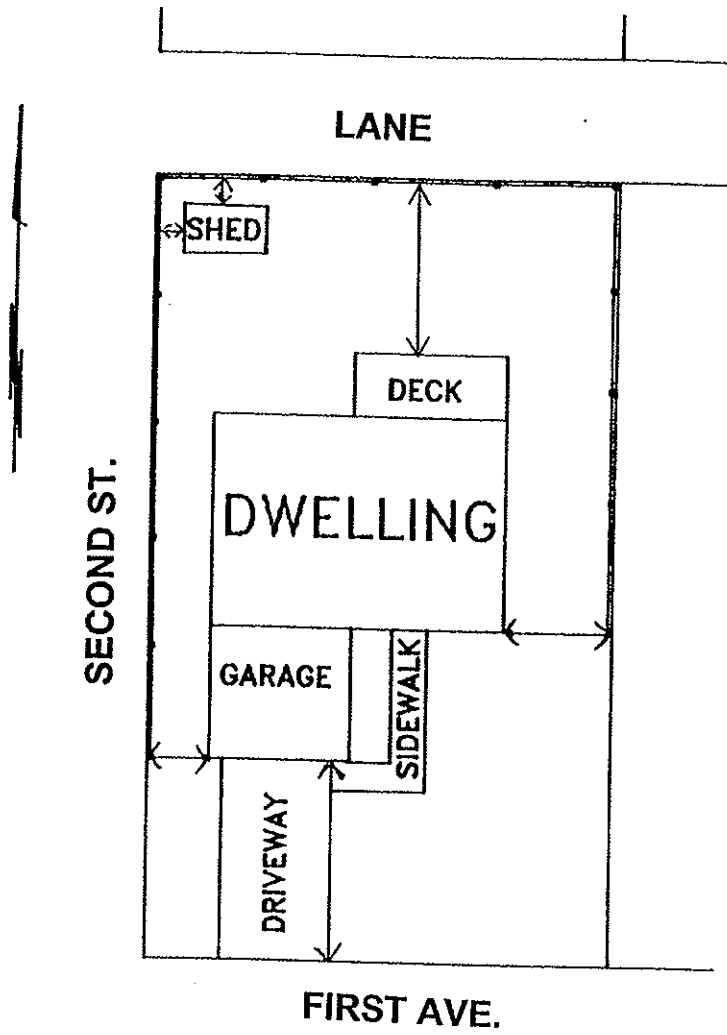 LANE
SHED
DECK
DWELLING
SECOND ST.
GARAGE
SIDEWALK
DRIVEWAY
FIRST AVE.